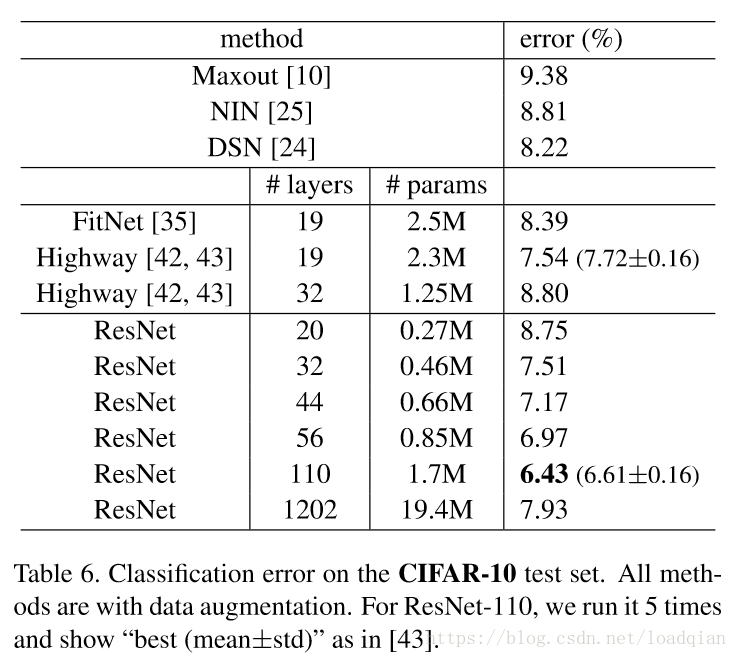 method error (%)
Maxout [10] 9.38
NIN [25] 8.81
DSN [24] 8.22
# layers # params
FitNet [35] 19 2.5M 8.39
Highway [42, 43] 19 2.3M 7.54 (7.72±0.16)
Highway [42, 43] 32 1.25M 8.80
ResNet 20 0.27M 8.75
ResNet 32 0.46M 7.51
ResNet 44 0.66M 7.17
ResNet 56 0.85M 6.97
ResNet 110 1.7M 6.43 (6.61±0.16)
ResNet 1202 19.4M 7.93
Table 6. Classification error on the CIFAR-10 test set. All meth-
ods are with data augmentation. For ResNet-110, we run it 5 times
and show “best (mean±std)” as in [43].
https://blog.csdn.net/loadqian